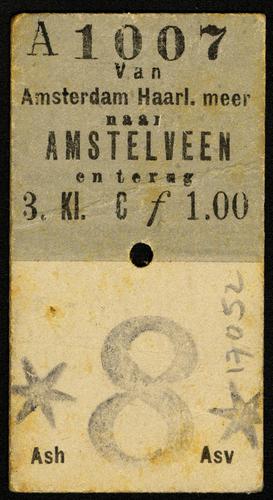 A 1007
Van
Amsterdam Haarl. meer
naar
AMSTELVEEN
en terug
3. Kl. C f 1.00
17052
8
Ash Asv